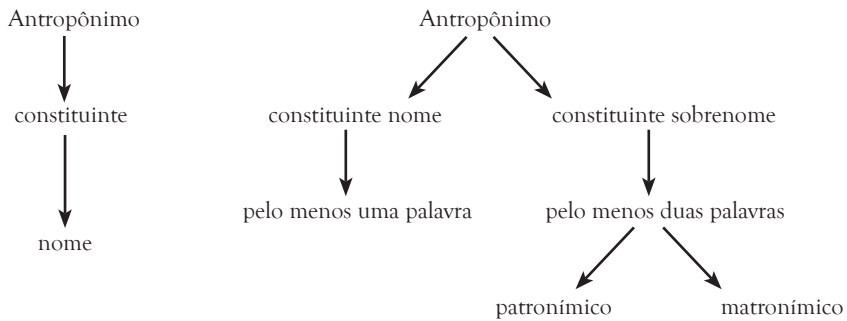 Antropônimo
constituinte
nome
Antropônimo
constituinte nome
constituinte sobrenome
pelo menos uma palavra
pelo menos duas palavras
patronímico
matronímico